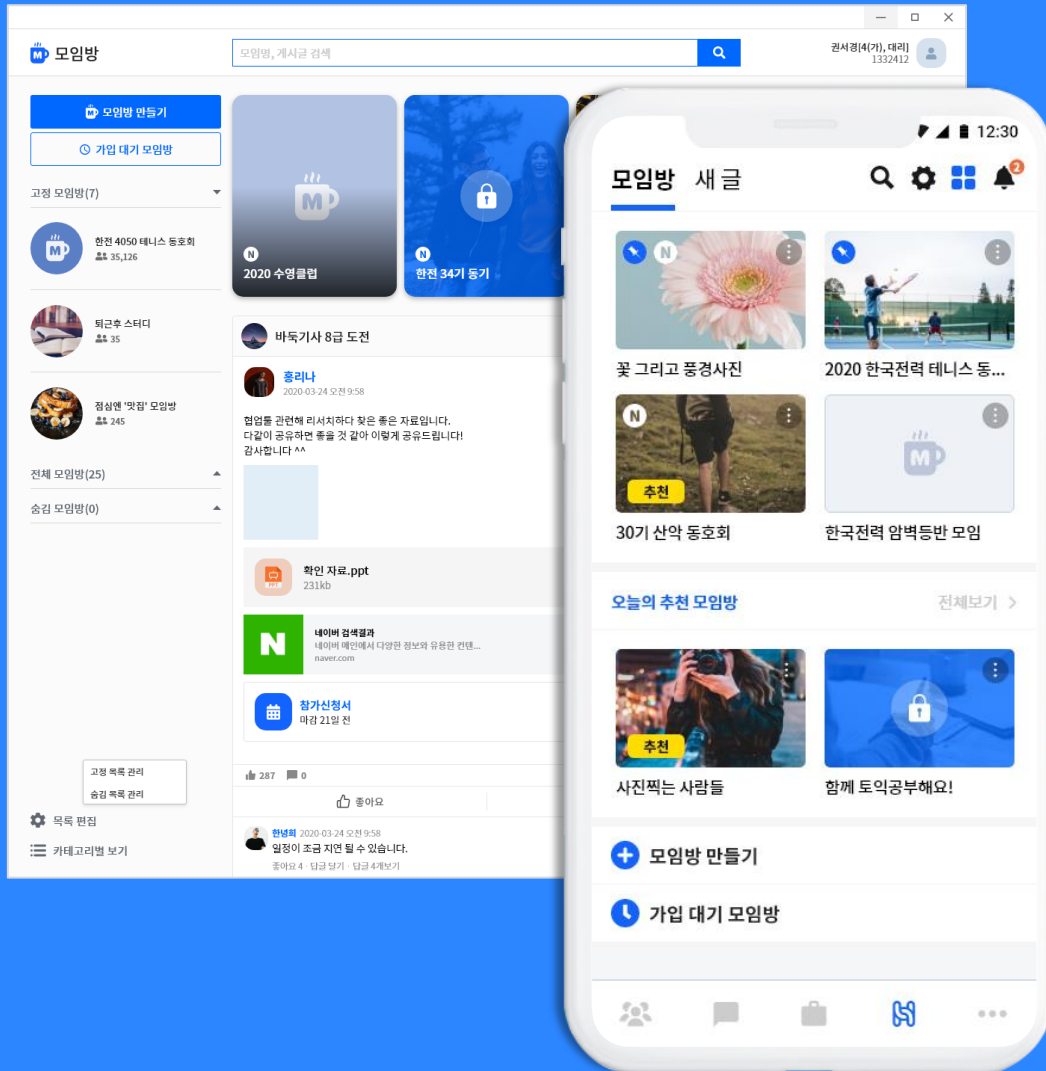 모임방
모임명, 게시글 검색
권서경[4(가), 대리]
1332412
모임방 만들기
가입 대기 모임방
고정 모임방(7)
한전 4050 테니스 동호회
35,126
퇴근후 스터디
35
점심엔 '맛집' 모임방
245
전체 모임방(25)
숨김 모임방(0)
고정 목록 관리
숨김 목록 관리
목록 편집
카테고리별 보기
M
N
2020 수영클럽
N
한전 34기 동기
바둑기사 8급 도전
홍리나
2020-03-24 오전 9:58
협업툴 관련해 리서치하다 찾은 좋은 자료입니다.
다같이 공유하면 좋을 것 같아 이렇게 공유드립니다!
감사합니다 ^^
PPT
확인 자료.ppt
231kb
N
네이버 검색결과
네이버 메인에서 다양한 정보와 유용한 컨텐...
naver.com
참가신청서
마감 21일 전
287 0
좋아요
한녕희 2020-03-24 오전 9:58
일정이 조금 지연 될 수 있습니다.
좋아요 4 · 답글 달기 · 답글 4개보기
12:30
모임방 새글
2
N
꽃 그리고 풍경사진
2020 한국전력 테니스 동...
N
추천
M
30기 산악 동호회
한국전력 암벽등반 모임
오늘의 추천 모임방
전체보기 >
추천
사진찍는 사람들
함께 토익공부해요!
모임방 만들기
가입 대기 모임방